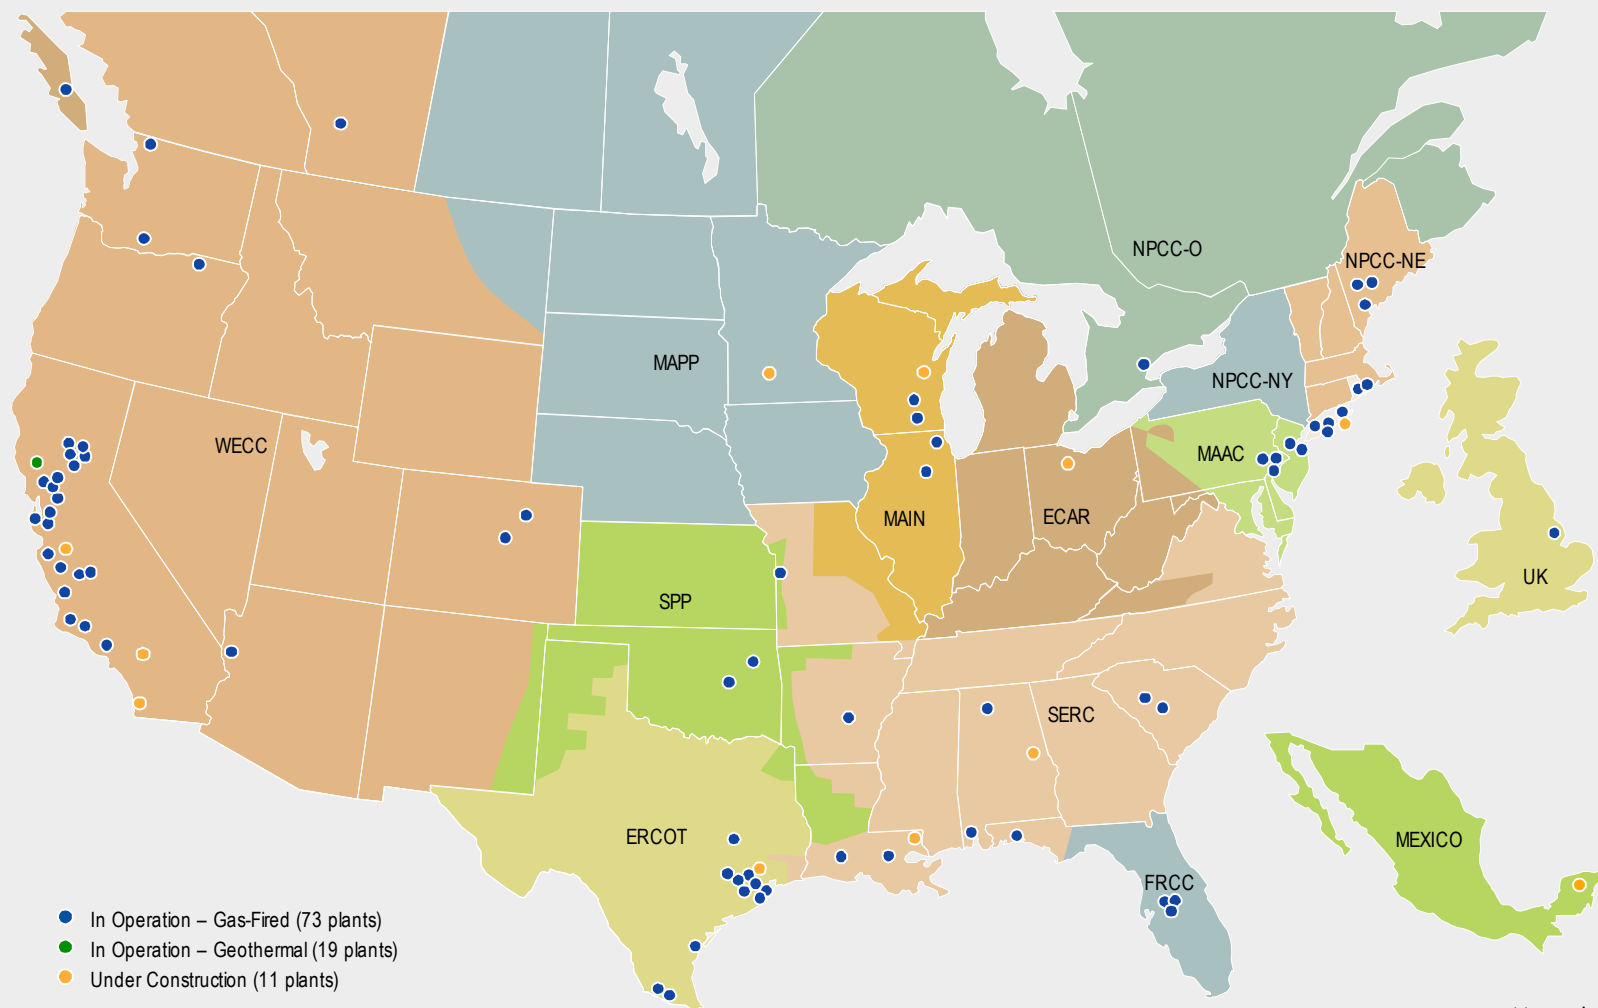 NPCC-O
NPCC-NE
MAPP
NPCC-NY
WECC
MAAC
MAIN
ECAR
UK
SPP
SERC
ERCOT
MEXICO
FRCC
In Operation – Gas-Fired (73 plants)
In Operation – Geothermal (19 plants)
Under Construction (11 plants)